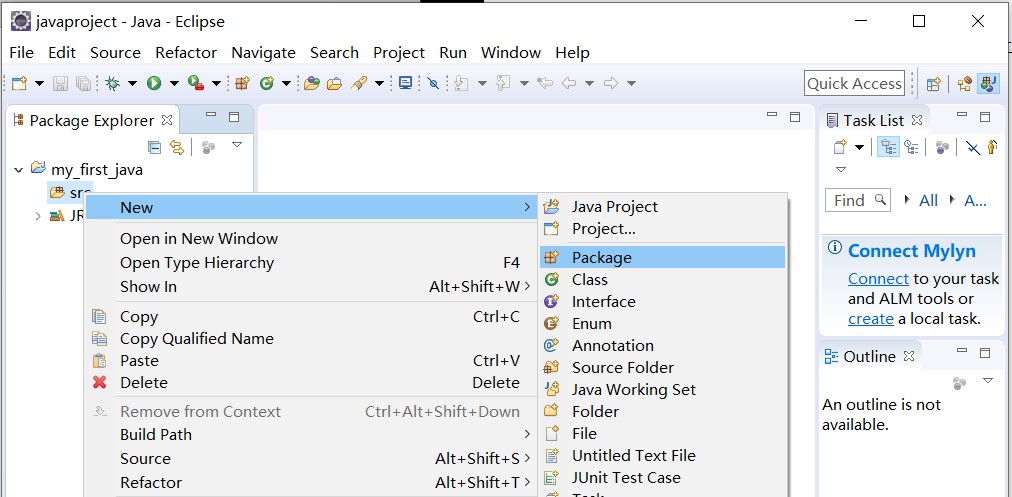 javaproject - Java - Eclipse
File Edit Source Refactor Navigate Search Project Run Window Help
Quick Access
Package Explorer
my_first_java
src
New
Open in New Window
Open Type Hierarchy F4
Show In Alt+Shift+W
Copy Ctrl+C
Copy Qualified Name
Paste Ctrl+V
Delete Delete
Remove from Context Ctrl+Alt+Shift+Down
Build Path
Source Alt+Shift+S
Refactor Alt+Shift+T
Java Project
Project...
Package
Class
Interface
Enum
Annotation
Source Folder
Java Working Set
Folder
File
Untitled Text File
JUnit Test Case
Task List
Find All A...
Connect Mylyn
Connect to your task
and ALM tools or
create a local task.
Outline
An outline is not
available.